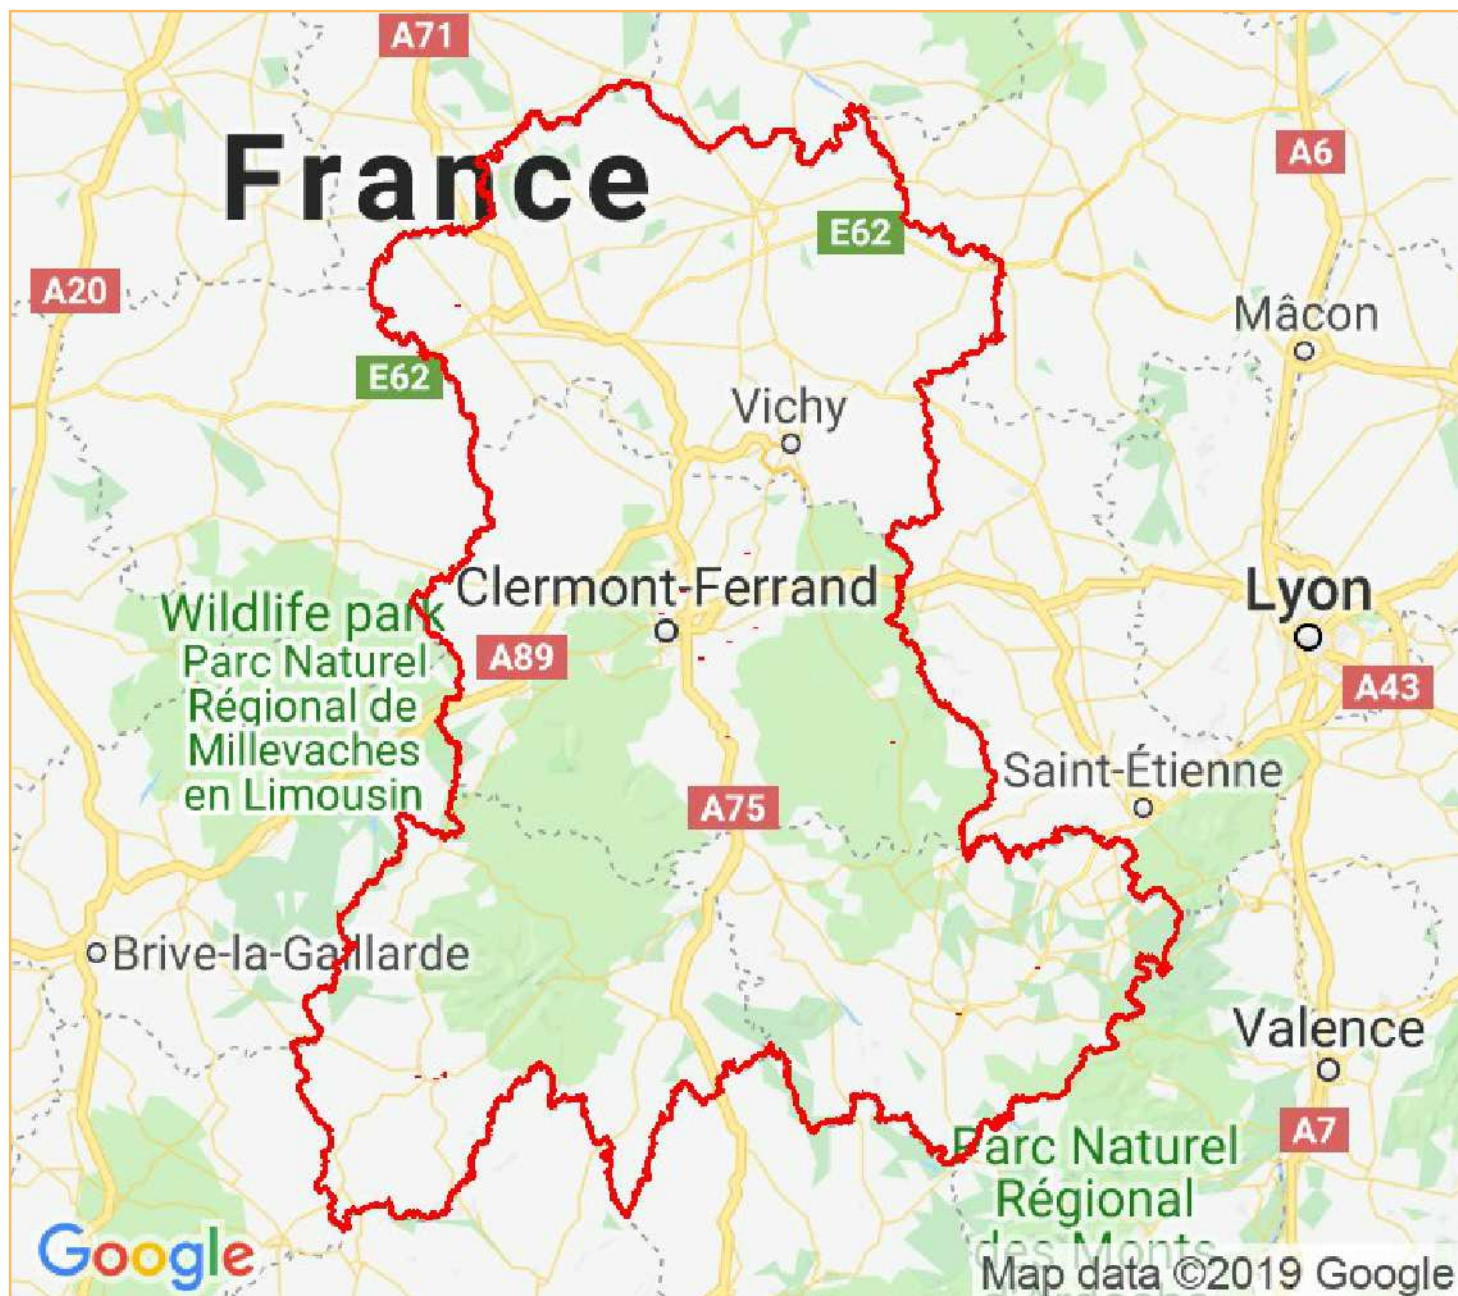 A71
France
A6
E62
A20
Mâcon
E62
Vichy
Clermont-Ferrand
Lyon
Wildlife park
Parc Naturel
Régional de
Millevaches
en Limousin
A89
A43
Saint-Étienne
A75
Brive-la-Gaillarde
Valence
A7
Parc Naturel
Régional
des Monts
Google
Map data ©2019 Google